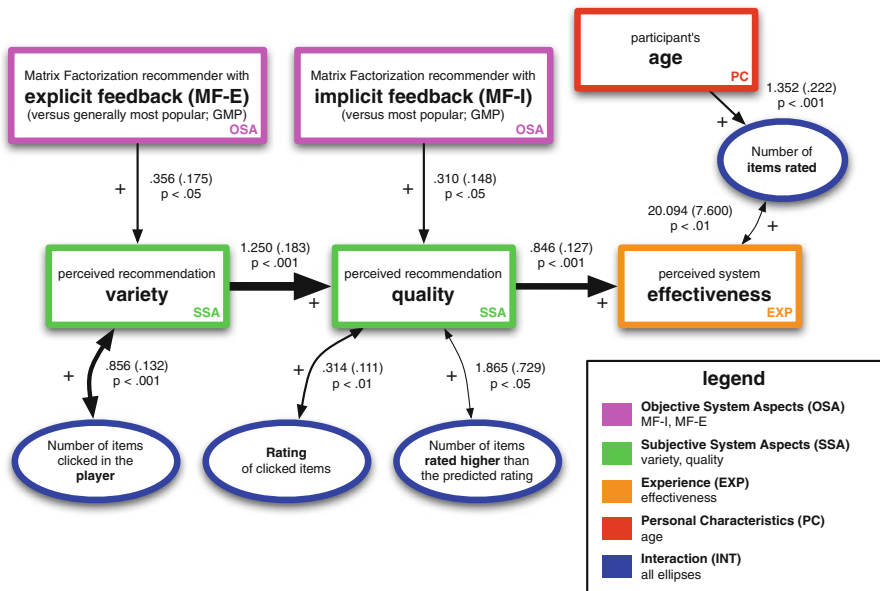 Matrix Factorization recommender with
explicit feedback (MF-E)
(versus generally most popular; GMP)
OSA
Matrix Factorization recommender with
implicit feedback (MF-I)
(versus most popular; GMP)
OSA
participant's
age
PC
1.352 (.222)
p < .001
+
Number of
items rated
+
.356 (.175)
p < .05
+
.310 (.148)
p < .05
20.094 (7.600)
p < .01
+
perceived recommendation
variety
SSA
1.250 (.183)
p < .001
+
perceived recommendation
quality
SSA
.846 (.127)
p < .001
+
perceived system
effectiveness
EXP
+
.856 (.132)
p < .001
+
.314 (.111)
p < .01
+
1.865 (.729)
p < .05
Number of items
clicked in the
player
Rating
of clicked items
Number of items
rated higher than
the predicted rating
legend
Objective System Aspects (OSA)
MF-I, MF-E
Subjective System Aspects (SSA)
variety, quality
Experience (EXP)
effectiveness
Personal Characteristics (PC)
age
Interaction (INT)
all ellipses